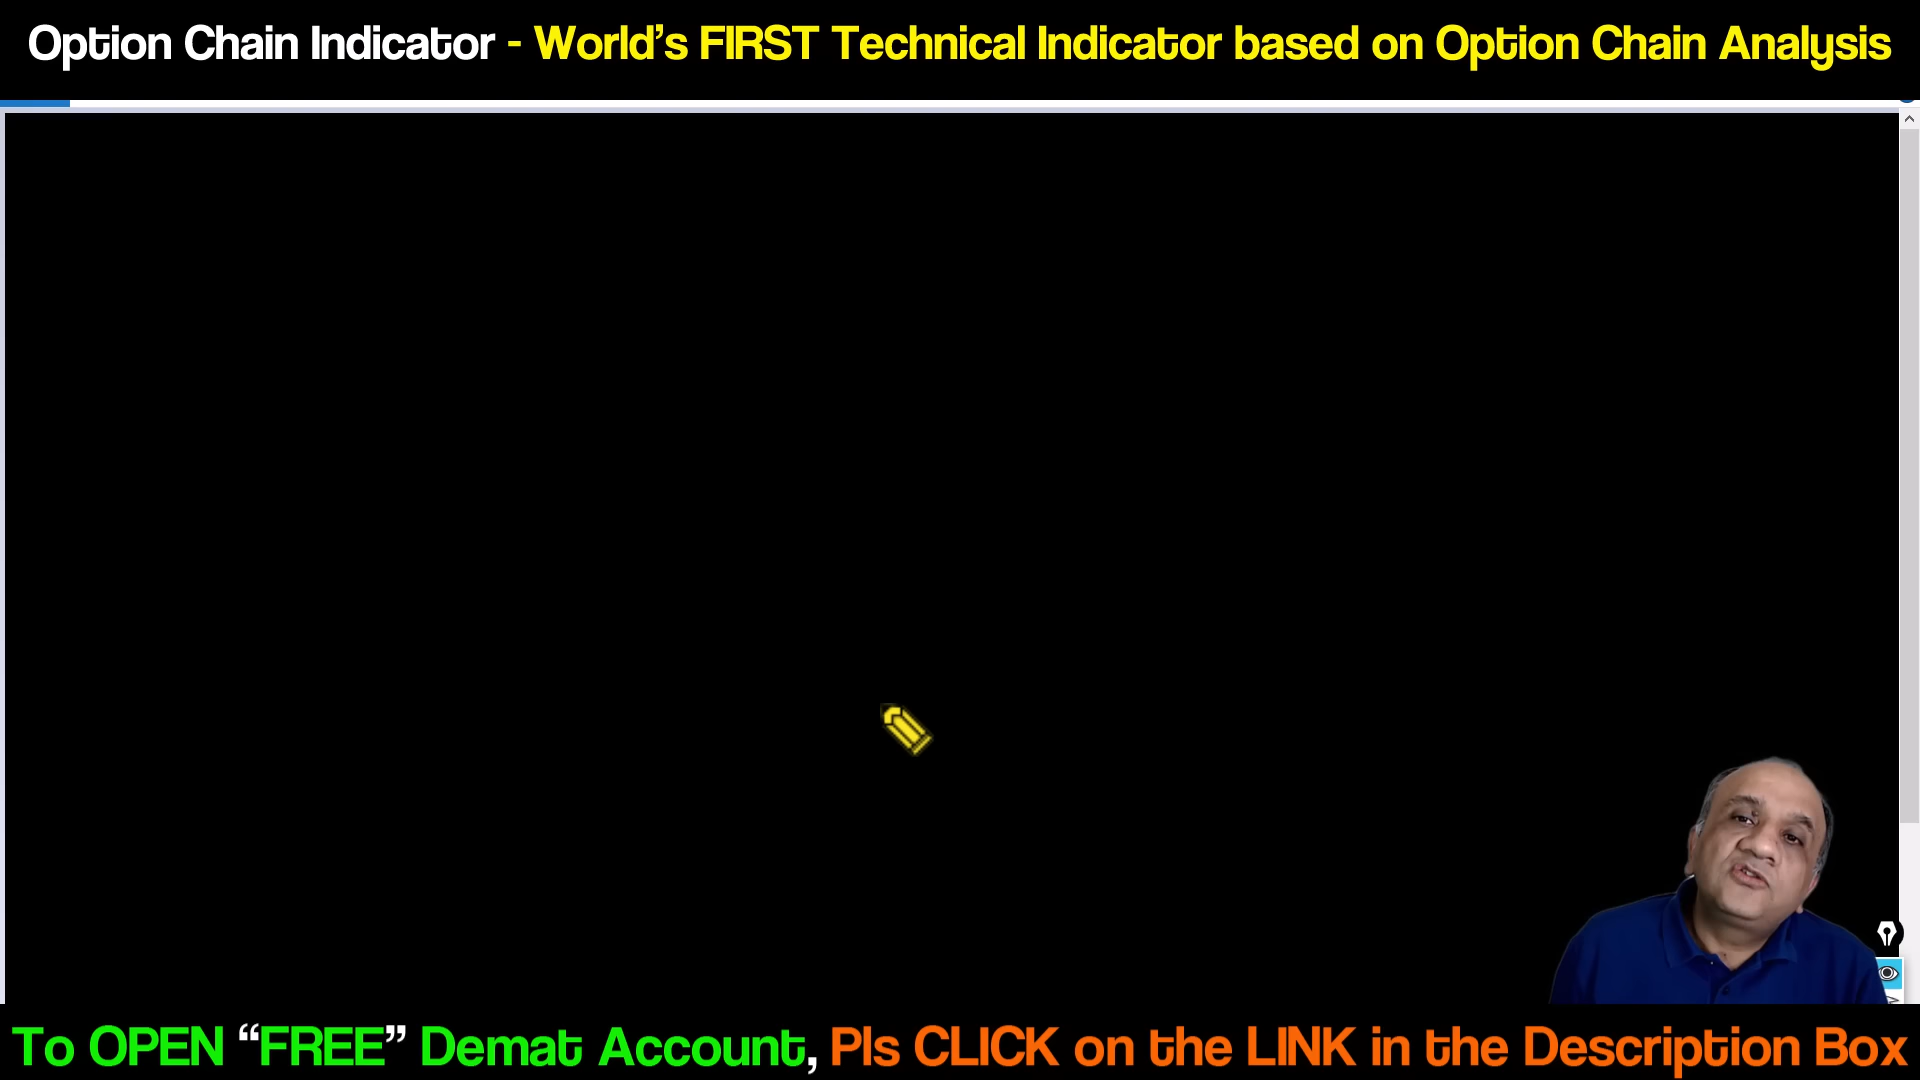 Option Chain Indicator - World's FIRST Technical Indicator based on Option Chain Analysis
To OPEN “FREE” Demat Account, Pls CLICK on the LINK in the Description Box